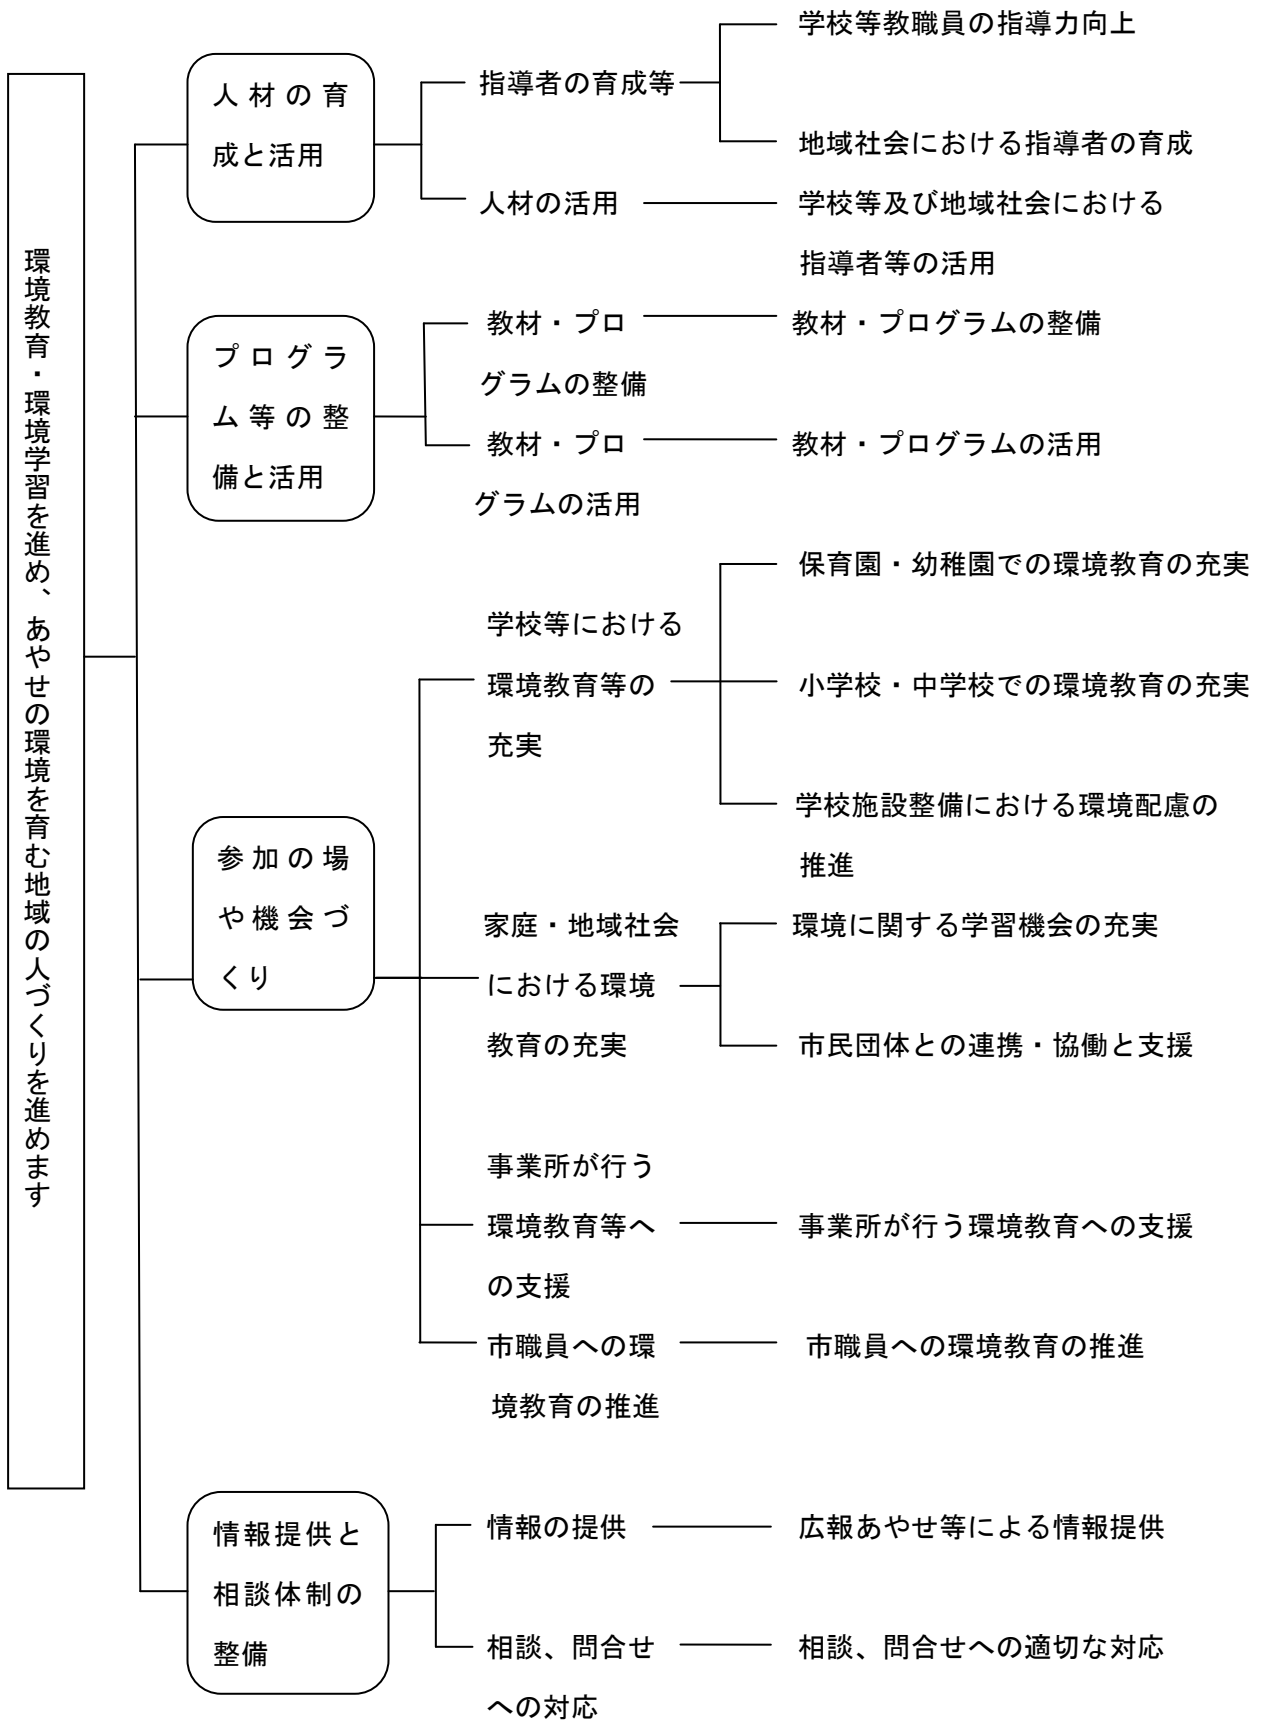 環境教育・環境学習を進め、あやせの環境を育む地域の人づくりを進めます
人材の育
成と活用
指導者の育成等
学校等教職員の指導力向上
地域社会における指導者の育成
人材の活用
学校等及び地域社会における
指導者等の活用
プログラ
ム等の整
備と活用
教材・プロ
グラムの整備
教材・プログラムの整備
教材・プロ
グラムの活用
教材・プログラムの活用
参加の場
や機会づ
くり
学校等における
環境教育等の
充実
保育園・幼稚園での環境教育の充実
小学校・中学校での環境教育の充実
学校施設整備における環境配慮の
推進
家庭・地域社会
における環境
教育の充実
環境に関する学習機会の充実
市民団体との連携・協働と支援
事業所が行う
環境教育等へ
の支援
事業所が行う環境教育への支援
市職員への環
境教育の推進
市職員への環境教育の推進
情報提供と
相談体制の
整備
情報の提供
広報あやせ等による情報提供
相談、問合せ
への対応
相談、問合せへの適切な対応